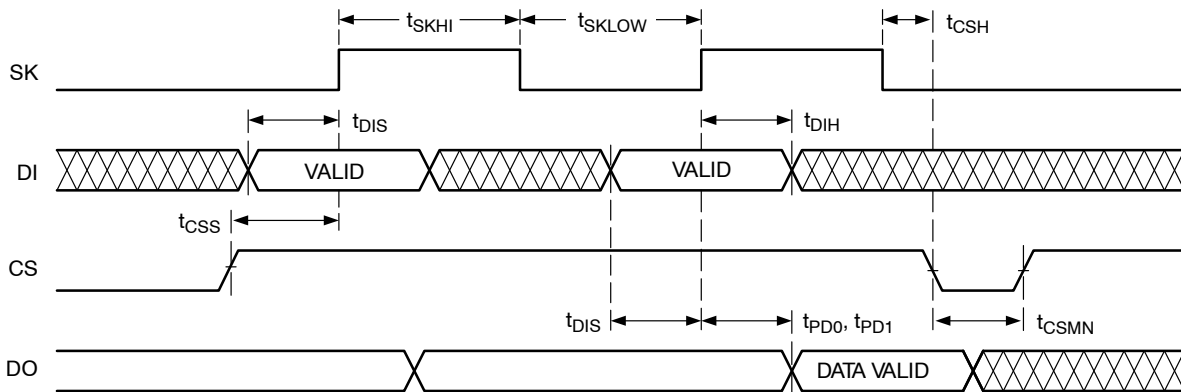 tSKHI tSKLOW tCSH
SK
tDIS tDIH
DI VALID VALID
tCSS
CS
tDIS tPD0, tPD1 tCSMN
DO DATA VALID